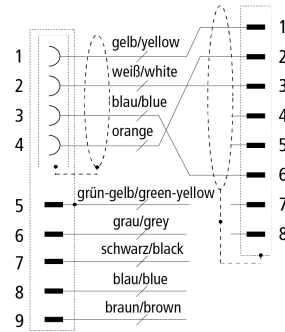 gelb/yellow
1
1
weiß/white
2
2
blau/blue
3
3
orange
4
4
5
6
grün-gelb/green-yellow
5
7
grau/grey
6
8
schwarz/black
7
blau/blue
8
braun/brown
9